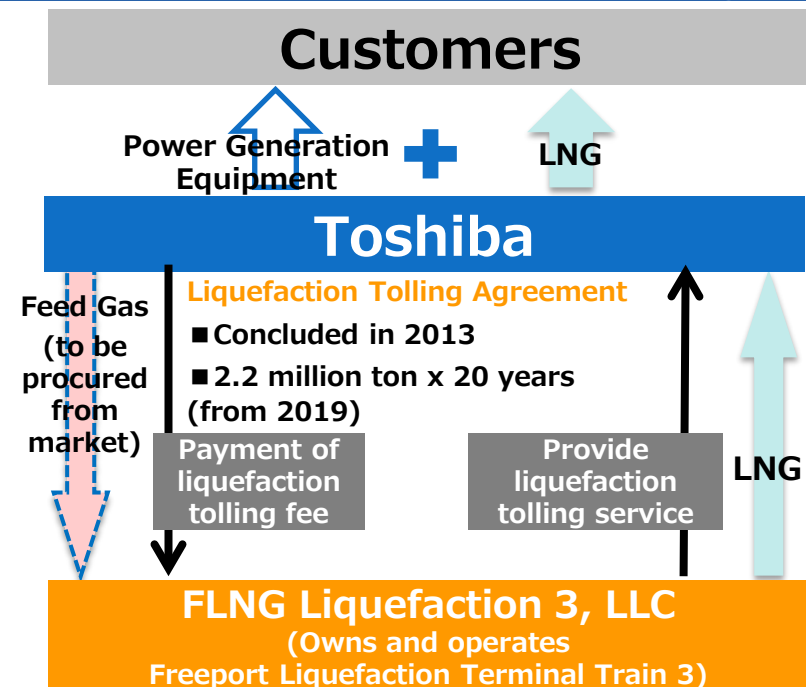 Customers
Power Generation
Equipment
LNG
Toshiba
Feed Gas
(to be
procured
from
market)
Liquefaction Tolling Agreement
■Concluded in 2013
■2.2 million ton x 20 years
(from 2019)
Payment of
liquefaction
tolling fee
Provide
liquefaction
tolling service
LNG
FLNG Liquefaction 3, LLC
(Owns and operates
Freeport Liquefaction Terminal Train 3)